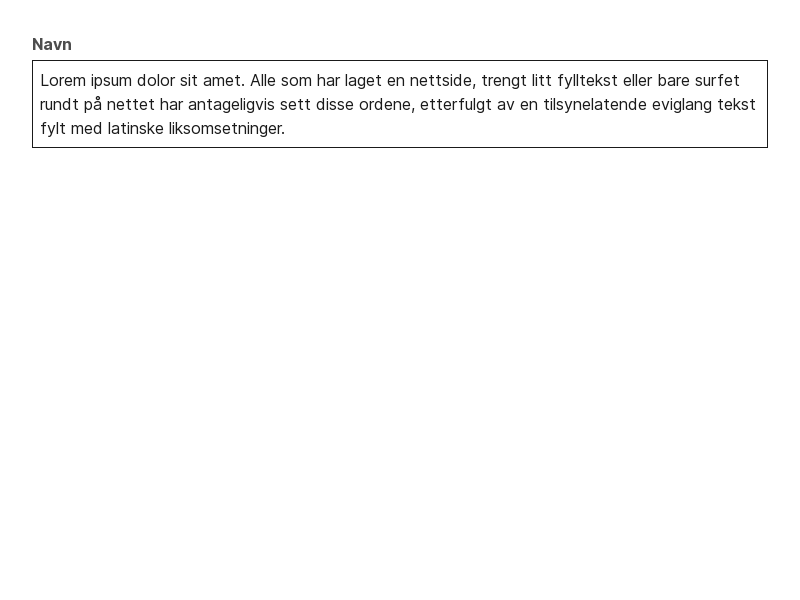 Navn
Lorem ipsum dolor sit amet. Alle som har laget en nettside, trengt litt fylltekst eller bare surfet
rundt på nettet har antageligvis sett disse ordene, etterfulgt av en tilsynelatende eviglang tekst
fylt med latinske liksomsetninger.